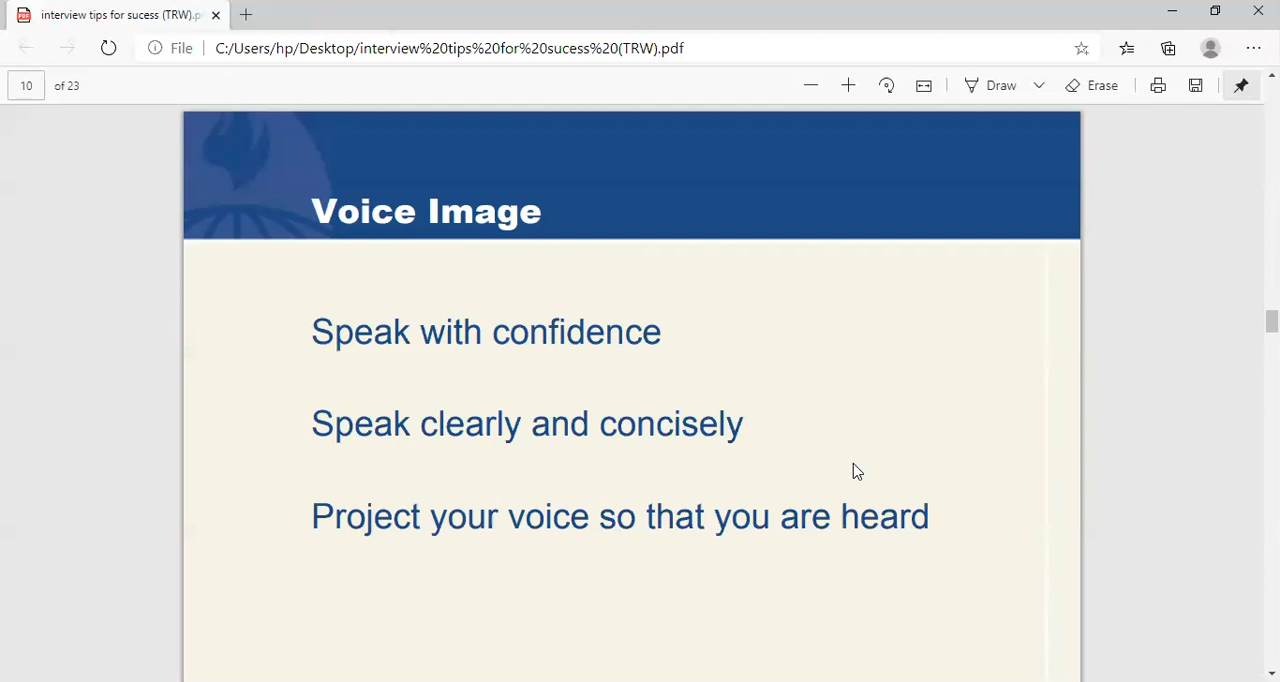 interview tips for sucess (TRW).p
File
C:/Users/hp/Desktop/interview%20tips%20for%20sucess%20(TRW).pdf
10 of 23
Draw
Erase
Voice Image
Speak with confidence
Speak clearly and concisely
Project your voice so that you are heard